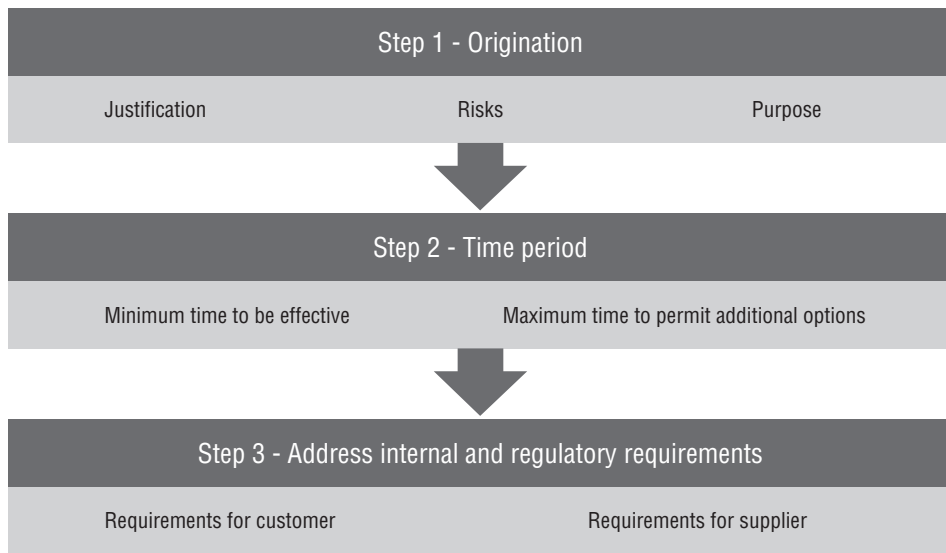 Step 1 - Origination
Justification Risks Purpose
Step 2 - Time period
Minimum time to be effective Maximum time to permit additional options
Step 3 - Address internal and regulatory requirements
Requirements for customer Requirements for supplier